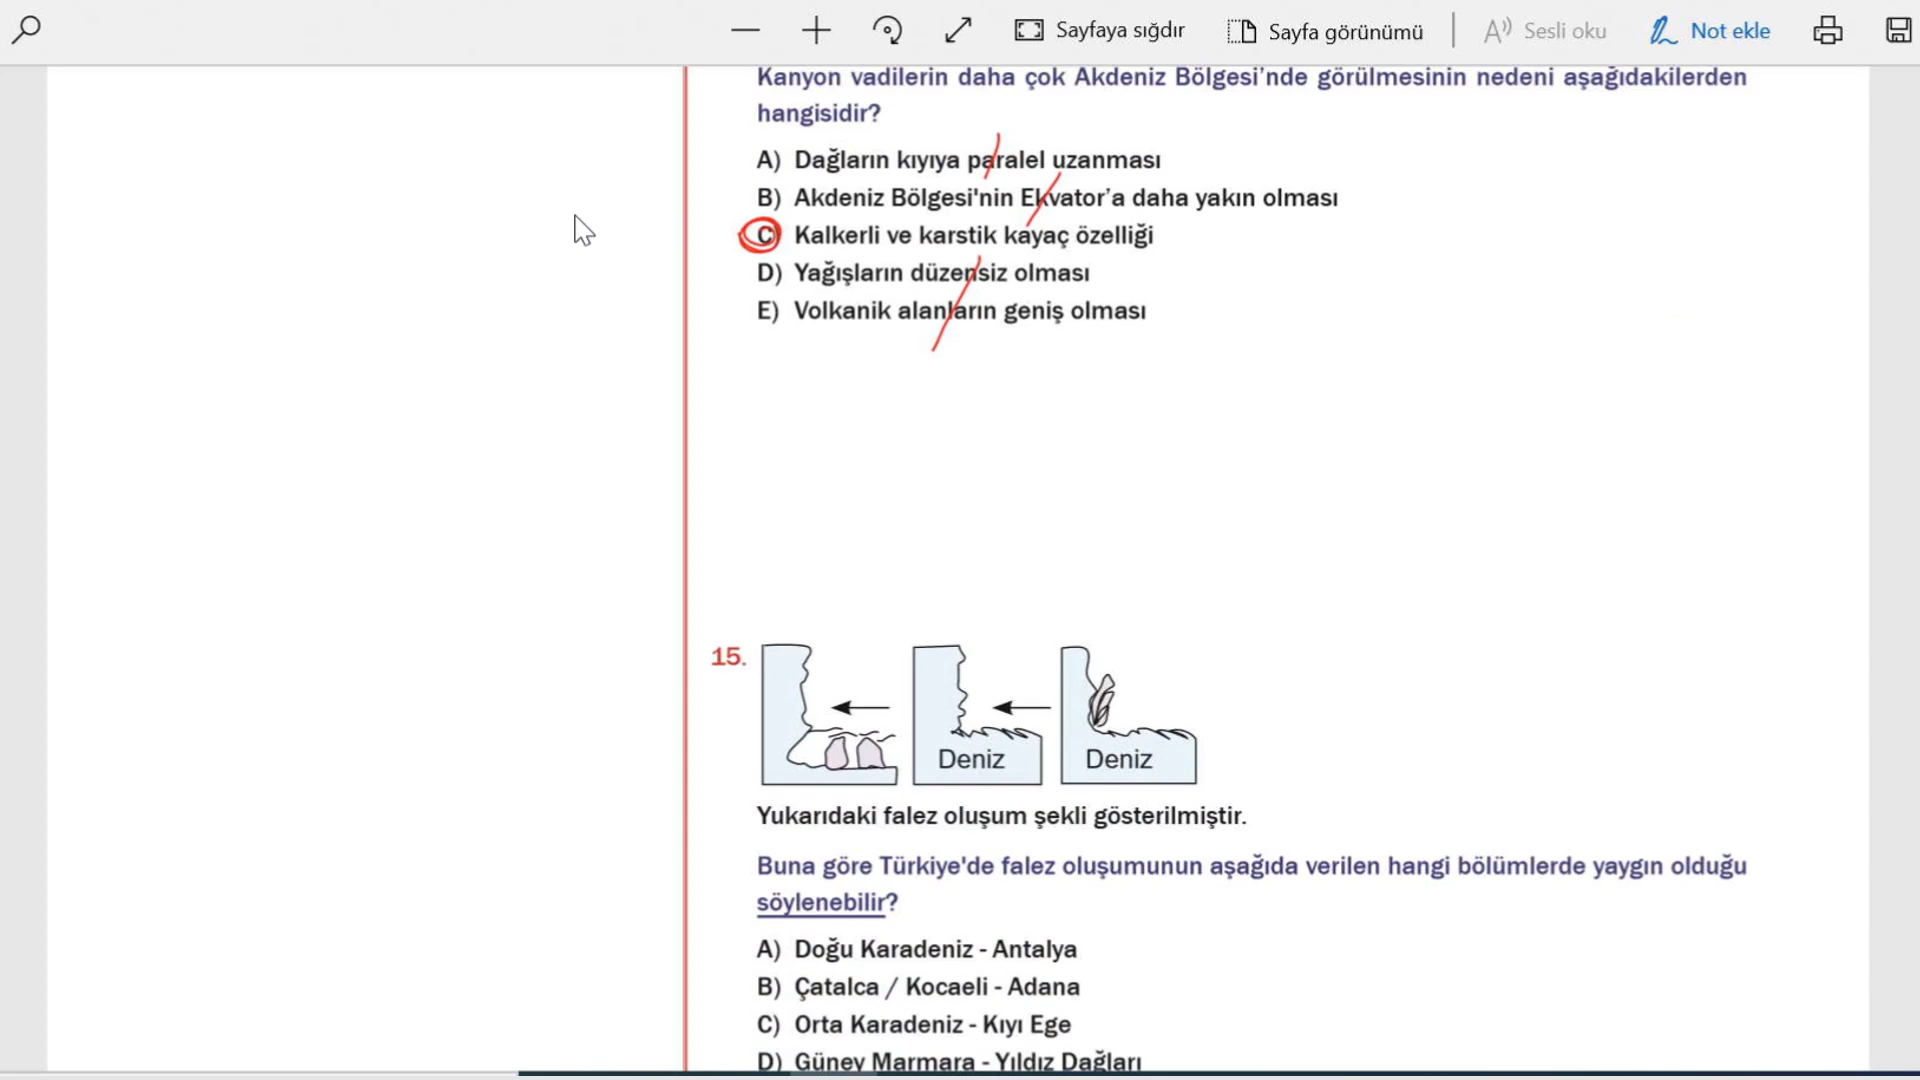 Sayfaya sığdır
Sayfa görünümü
Sesli oku
Not ekle
Kanyon vadilerin daha çok Akdeniz Bölgesi’nde görülmesinin nedeni aşağıdakilerden
hangisidir?
A) Dağların kıyıya paralel uzanması
B) Akdeniz Bölgesi'nin Ekvator’a daha yakın olması
C) Kalkerli ve karstik kayaç özelliği
D) Yağışların düzensiz olması
E) Volkanik alanların geniş olması
15.
Deniz
Deniz
Yukarıdaki falez oluşum şekli gösterilmiştir.
Buna göre Türkiye'de falez oluşumunun aşağıda verilen hangi bölümlerde yaygın olduğu
söylenebilir?
A) Doğu Karadeniz - Antalya
B) Çatalca / Kocaeli - Adana
C) Orta Karadeniz - Kıyı Ege
D) Güney Marmara - Yıldız Dağları